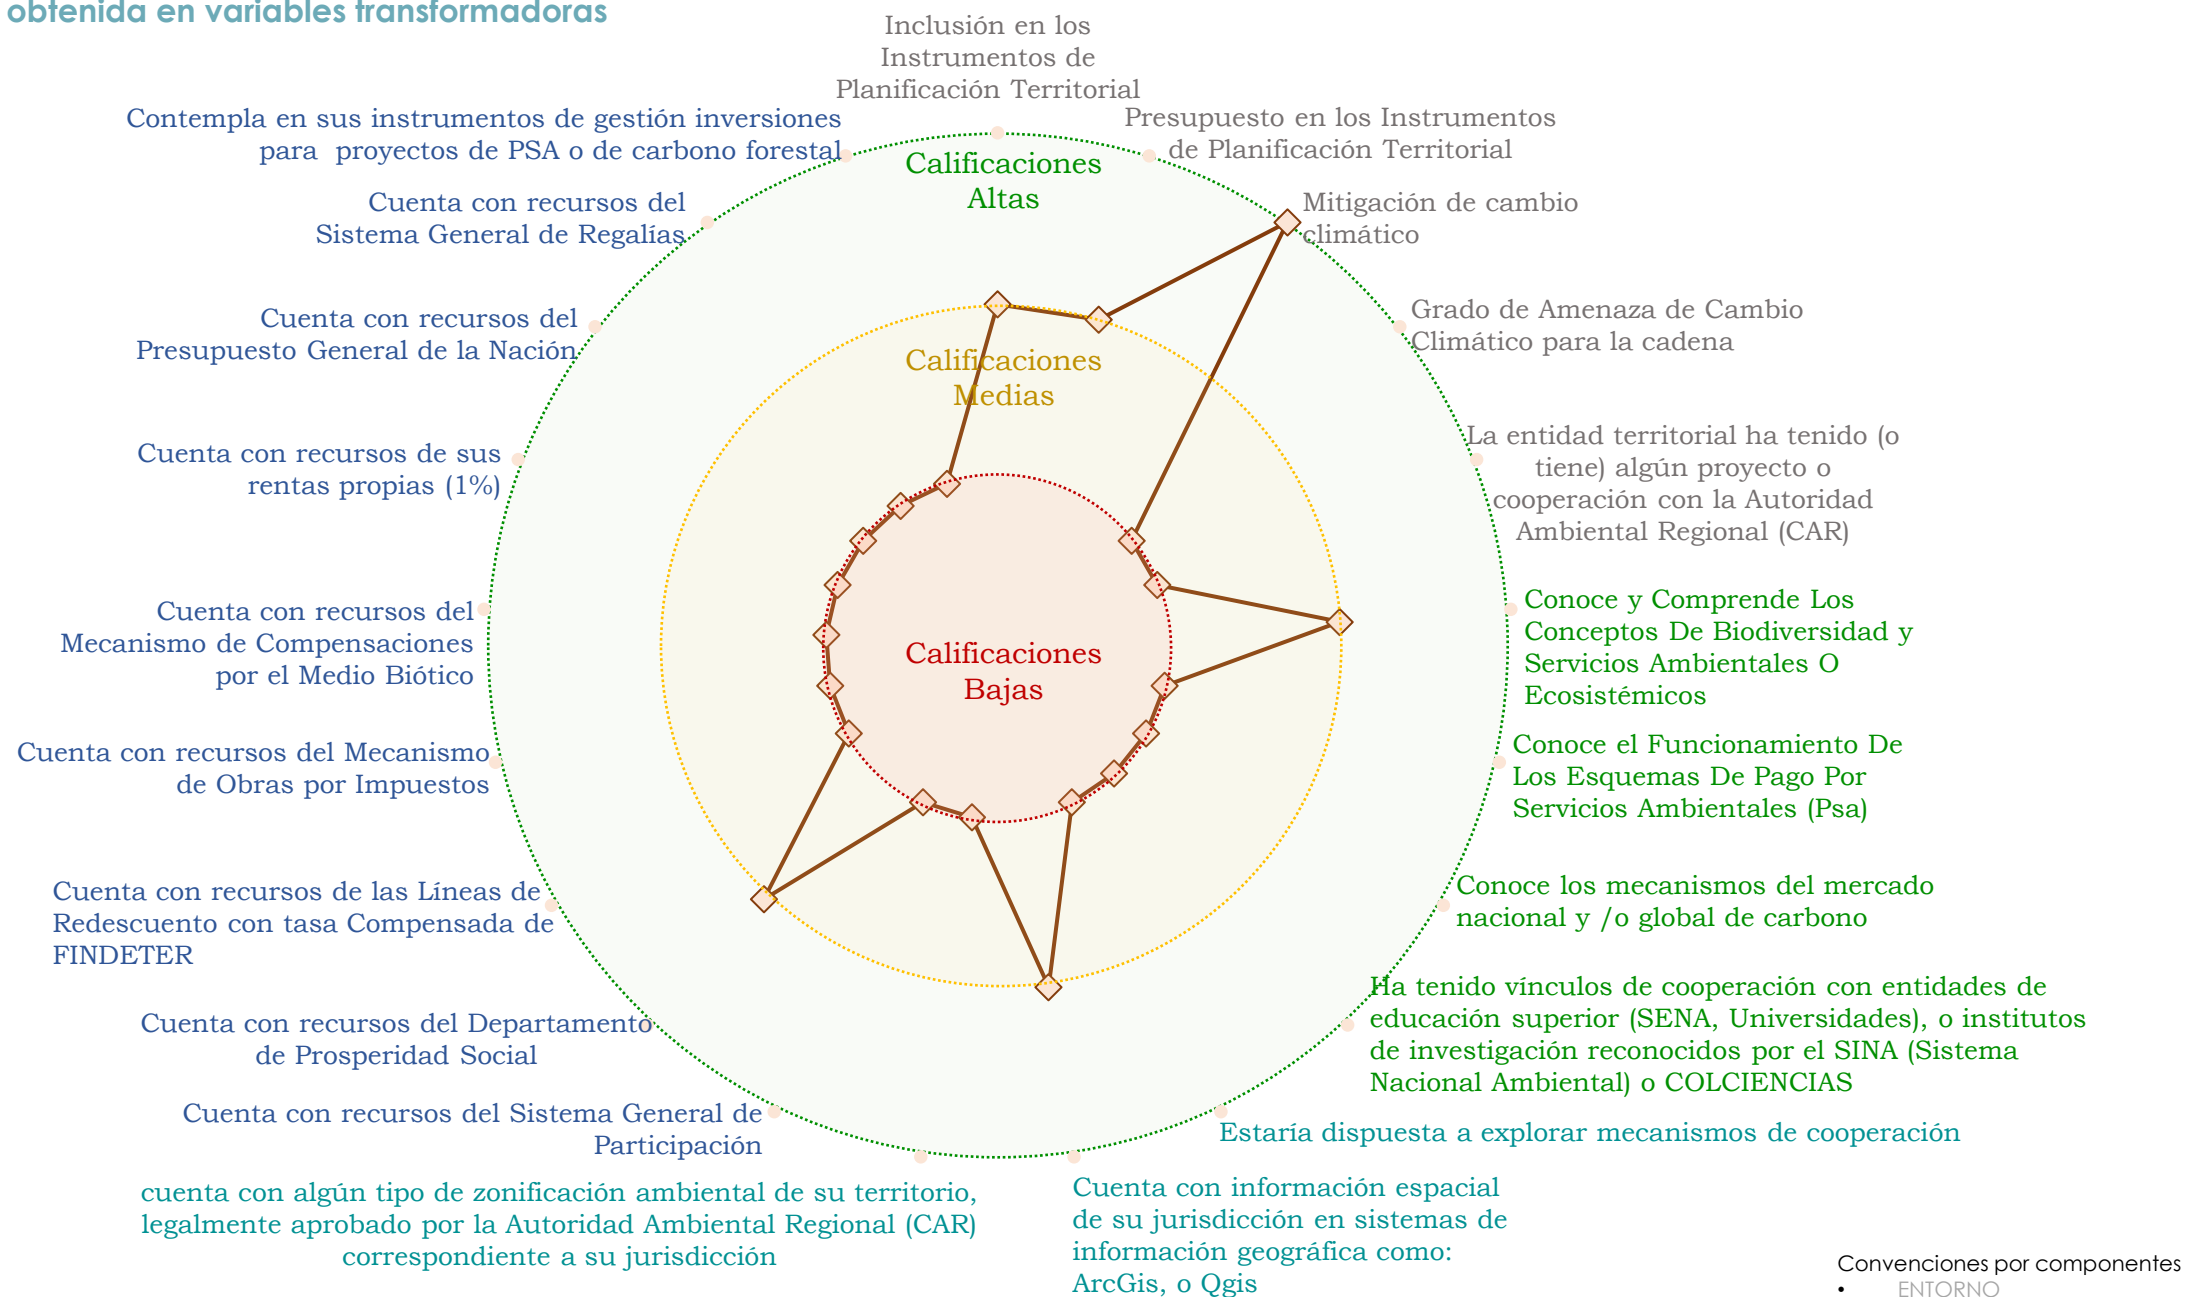 obtenida en variables transformadoras
Inclusión en los
Instrumentos de
Planificación Territorial
Presupuesto en los Instrumentos
de Planificación Territorial
Mitigación de cambio
climático
Grado de Amenaza de Cambio
Climático para la cadena
La entidad territorial ha tenido (o
tiene) algún proyecto o
cooperación con la Autoridad
Ambiental Regional (CAR)
Conoce y Comprende Los
Conceptos De Biodiversidad y
Servicios Ambientales O
Ecosistémicos
Conoce el Funcionamiento De
Los Esquemas De Pago Por
Servicios Ambientales (Psa)
Conoce los mecanismos del mercado
nacional y /o global de carbono
Ha tenido vínculos de cooperación con entidades de
educación superior (SENA, Universidades), o institutos
de investigación reconocidos por el SINA (Sistema
Nacional Ambiental) o COLCIENCIAS
Estaría dispuesta a explorar mecanismos de cooperación
Cuenta con información espacial
de su jurisdicción en sistemas de
información geográfica como:
ArcGis, o Qgis
cuenta con algún tipo de zonificación ambiental de su territorio,
legalmente aprobado por la Autoridad Ambiental Regional (CAR)
correspondiente a su jurisdicción
Cuenta con recursos del Sistema General de
Participación
Cuenta con recursos del Departamento
de Prosperidad Social
Cuenta con recursos de las Líneas de
Redescuento con tasa Compensada de
FINDETER
Cuenta con recursos del Mecanismo
de Obras por Impuestos
Cuenta con recursos del
Mecanismo de Compensaciones
por el Medio Biótico
Cuenta con recursos de sus
rentas propias (1%)
Cuenta con recursos del
Presupuesto General de la Nación
Cuenta con recursos del
Sistema General de Regalías
Contempla en sus instrumentos de gestión inversiones
para proyectos de PSA o de carbono forestal
Calificaciones
Altas
Calificaciones
Medias
Calificaciones
Bajas
Convenciones por componentes
• ENTORNO